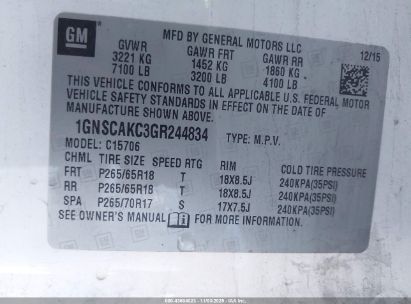 GM
MFD BY GENERAL MOTORS LLC
12/15
GVWR GAWR FRT GAWR RR
3221 KG 1452 KG 1860 KG
7100 LB 3200 LB 4100 LB
THIS VEHICLE CONFORMS TO ALL APPLICABLE U.S. FEDERAL MOTOR
VEHICLE SAFETY STANDARDS IN EFFECT ON THE DATE OF
MANUFACTURE SHOWN ABOVE.
1GNSCAKC3GR244834 TYPE: M.P.V.
MODEL: C15706
CHML TIRE SIZE SPEED RTG RIM COLD TIRE PRESSURE
FRT P265/65R18 T 18X8.5J 240KPA(35PSI)
RR P265/65R18 T 18X8.5J 240KPA(35PSI)
SPA P265/70R17 S 17X7.5J 240KPA(35PSI)
SEE OWNER'S MANUAL FOR MORE INFORMATION.